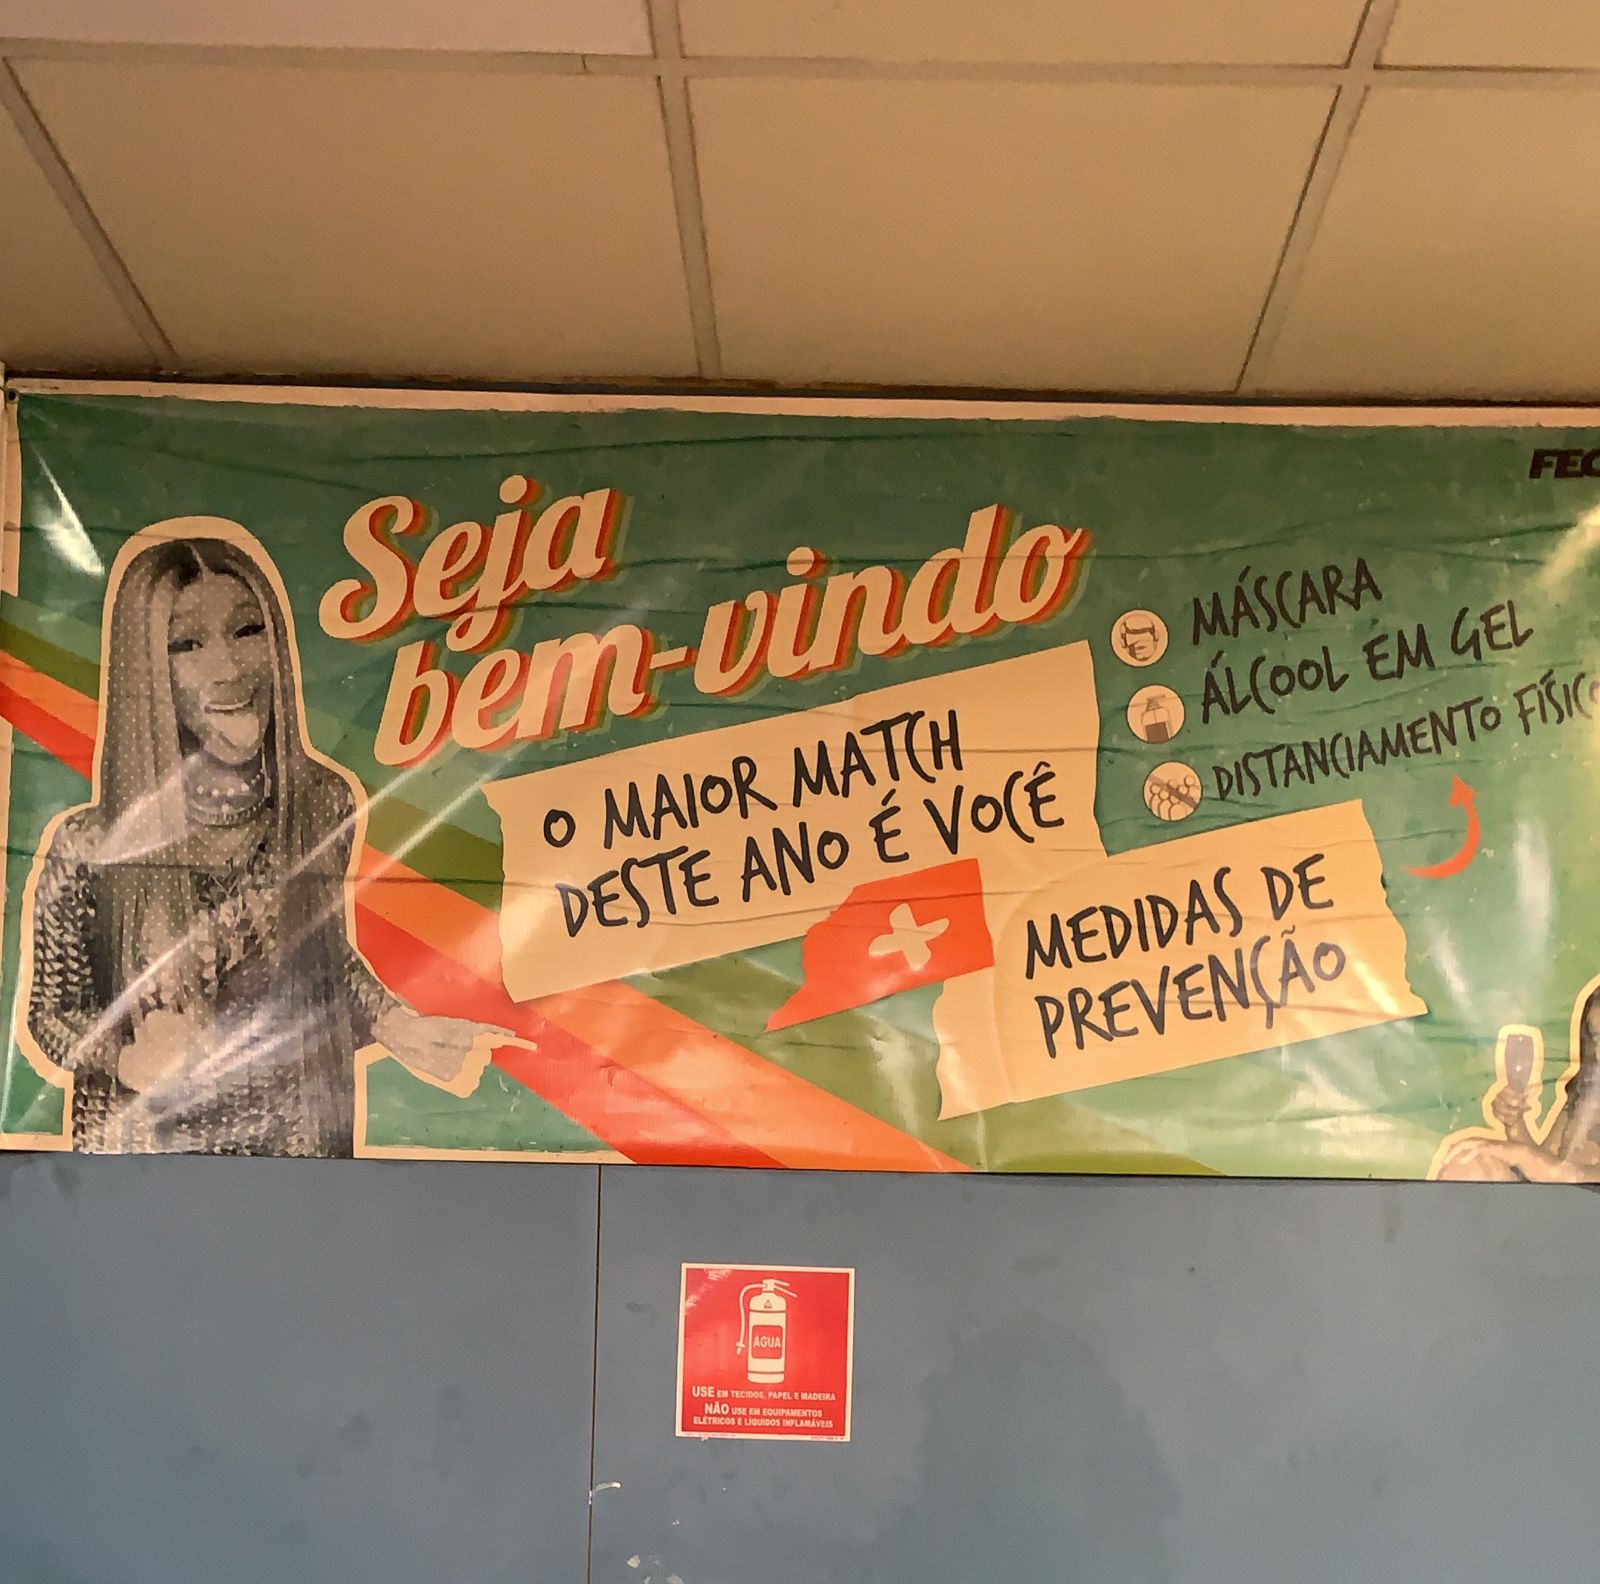 Seja
bem-vindo
O MAIOR MATCH
DESTE ANO É VOCÊ
MÁSCARA
ÁLCOOL EM GEL
DISTANCIAMENTO FÍSICO
MEDIDAS DE
PREVENÇÃO
ÁGUA
USE EM TECIDOS, PAPEL E MADEIRA
NÃO USE EM EQUIPAMENTOS
ELÉTRICOS E LÍQUIDOS INFLAMÁVEIS